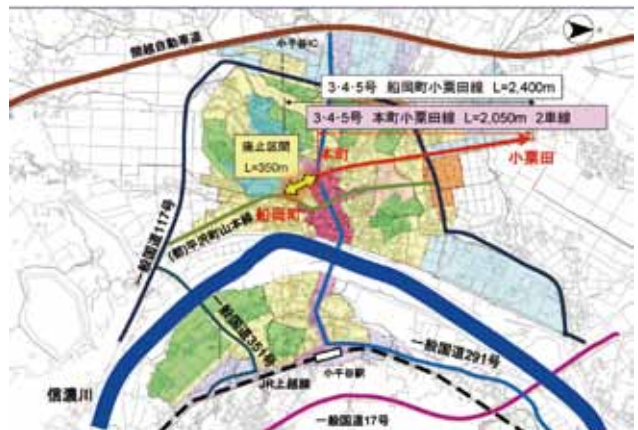 関越自動車道
小千谷IC
3・4・5号 船岡町小粟田線 L=2,400m
3・4・5号 本町小粟田線 L=2,050m 2車線
廃止区間
L=350m
本町
小粟田
船岡町
(都)平沢町山本線
一般国道117号
一般国道351号
一般国道291号
小千谷駅
JR上越線
信濃川
一般国道17号